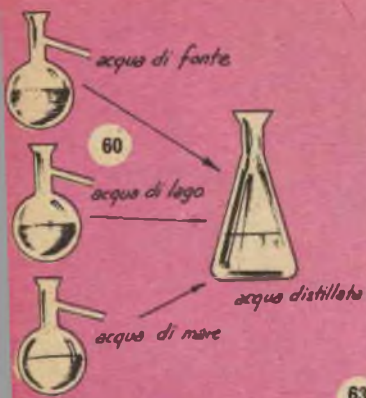 acqua di fonte
60
acqua di lago
acqua di mare
acqua distillata
63